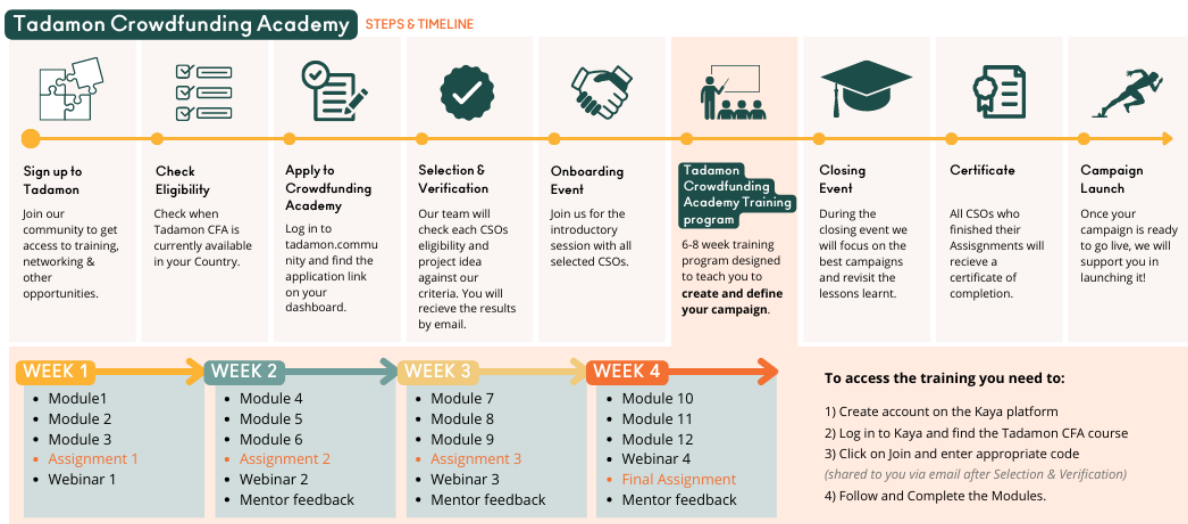 Tadamon Crowdfunding Academy
STEPS & TIMELINE
Sign up to
Tadamon
Join our
community to get
access to training,
networking &
other
opportunities.
Check
Eligibility
Check when
Tadamon CFA is
currently available
in your Country.
Apply to
Crowdfunding
Academy
Log in to
tadamon.commu
nity and find the
application link
on your
dashboard.
Selection &
Verification
Our team will
check each CSOs
eligibility and
project idea
against our
criteria. You will
recieve the results
by email.
Onboarding
Event
Join us for the
introductory
session with all
selected CSOs.
Tadamon
Crowdfunding
Academy Training
program
6-8 week training
program designed
to teach you to
create and define
your campaign.
Closing
Event
During the
closing event we
will focus on the
best campaigns
and revisit the
lessons learnt.
Certificate
All CSOs who
finished their
Assisgnments will
recieve a
certificate of
completion.
Campaign
Launch
Once your
campaign is ready
to go live, we will
support you in
launching it!
WEEK 1
• Module1
• Module 2
• Module 3
• Assignment 1
• Webinar 1
WEEK 2
• Module 4
• Module 5
• Module 6
• Assignment 2
• Webinar 2
• Mentor feedback
WEEK 3
• Module 7
• Module 8
• Module 9
• Assignment 3
• Webinar 3
• Mentor feedback
WEEK 4
• Module 10
• Module 11
• Module 12
• Webinar 4
• Final Assignment
• Mentor feedback
To access the training you need to:
1) Create account on the Kaya platform
2) Log in to Kaya and find the Tadamon CFA course
3) Click on Join and enter appropriate code
(shared to you via email after Selection & Verification)
4) Follow and Complete the Modules.